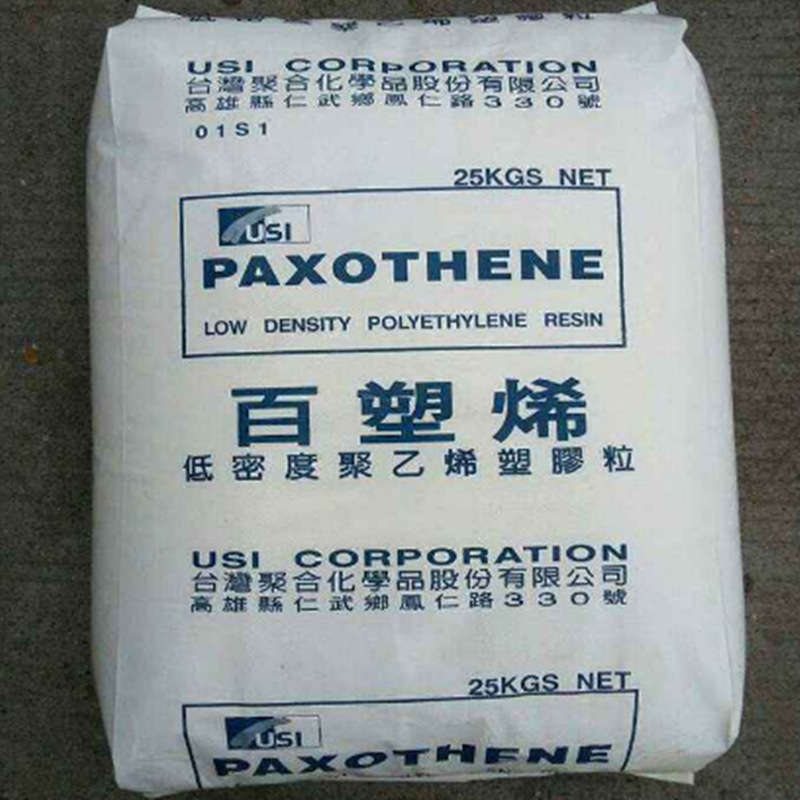 USI CORPORATION
台灣聚合化學品股份有限公司
高雄縣仁武鄉鳳仁路330號
01S1
25KGS NET
USI
PAXOTHENE
LOW DENSITY POLYETHYLENE RESIN
百塑烯
低密度聚乙烯塑膠粒
USI CORPORATION
台灣聚合化學品股份有限公司
高雄縣仁武鄉鳳仁路330號
25KGS NET
USI
PAXOTHENE